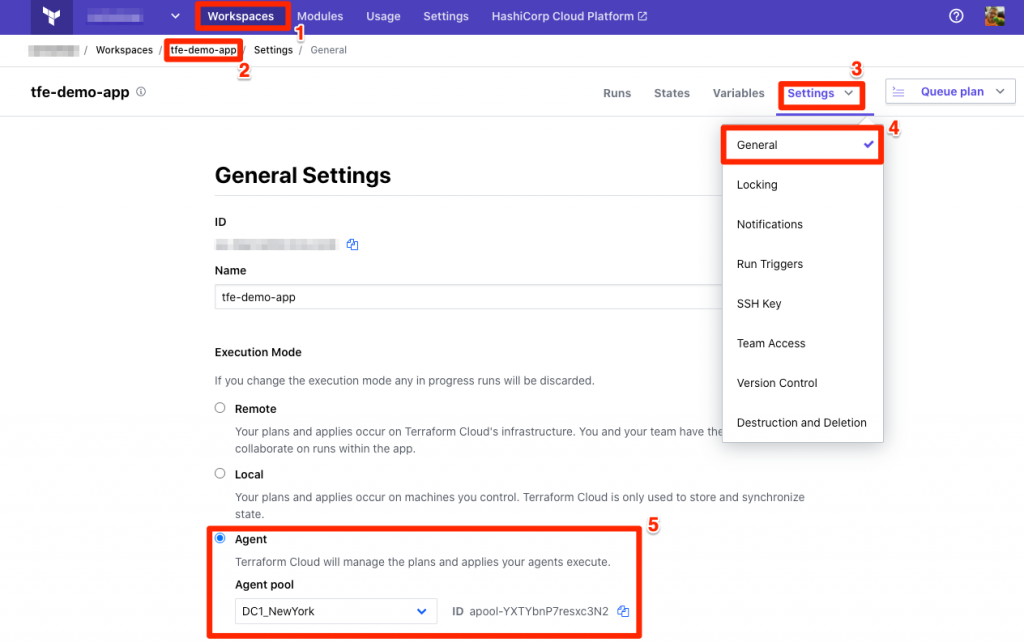 Workspaces Modules Usage Settings HashiCorp Cloud Platform
1
/ Workspaces / tfe-demo-app / Settings / General
2
3
tfe-demo-app Runs States Variables Settings Queue plan
4
General
Locking
Notifications
Run Triggers
SSH Key
Team Access
Version Control
Destruction and Deletion
General Settings
ID
Name
tfe-demo-app
Execution Mode
If you change the execution mode any in progress runs will be discarded.
Remote
Your plans and applies occur on Terraform Cloud's infrastructure. You and your team have the
collaborate on runs within the app.
Local
Your plans and applies occur on machines you control. Terraform Cloud is only used to store and synchronize
state.
5
Agent
Terraform Cloud will manage the plans and applies your agents execute.
Agent pool
DC1_NewYork ID apool-YXTYbnP7resxc3N2